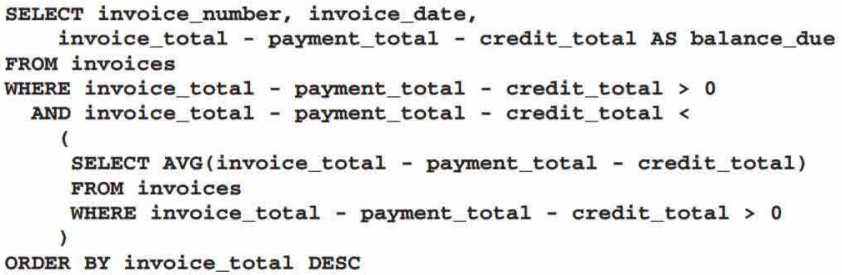 SELECT invoice_number, invoice_date,
invoice_total - payment_total - credit_total AS balance_due
FROM invoices
WHERE invoice_total - payment_total - credit_total > 0
AND invoice_total - payment_total - credit_total <
(
SELECT AVG(invoice_total - payment_total - credit_total)
FROM invoices
WHERE invoice_total - payment_total - credit_total > 0
)
ORDER BY invoice_total DESC